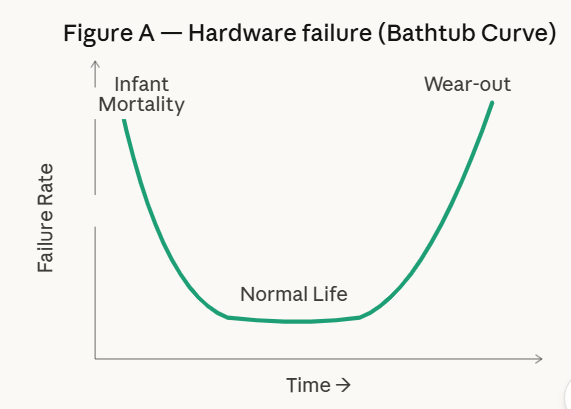 Figure A — Hardware failure (Bathtub Curve)
Infant
Mortality
Wear-out
Failure Rate
Normal Life
Time →